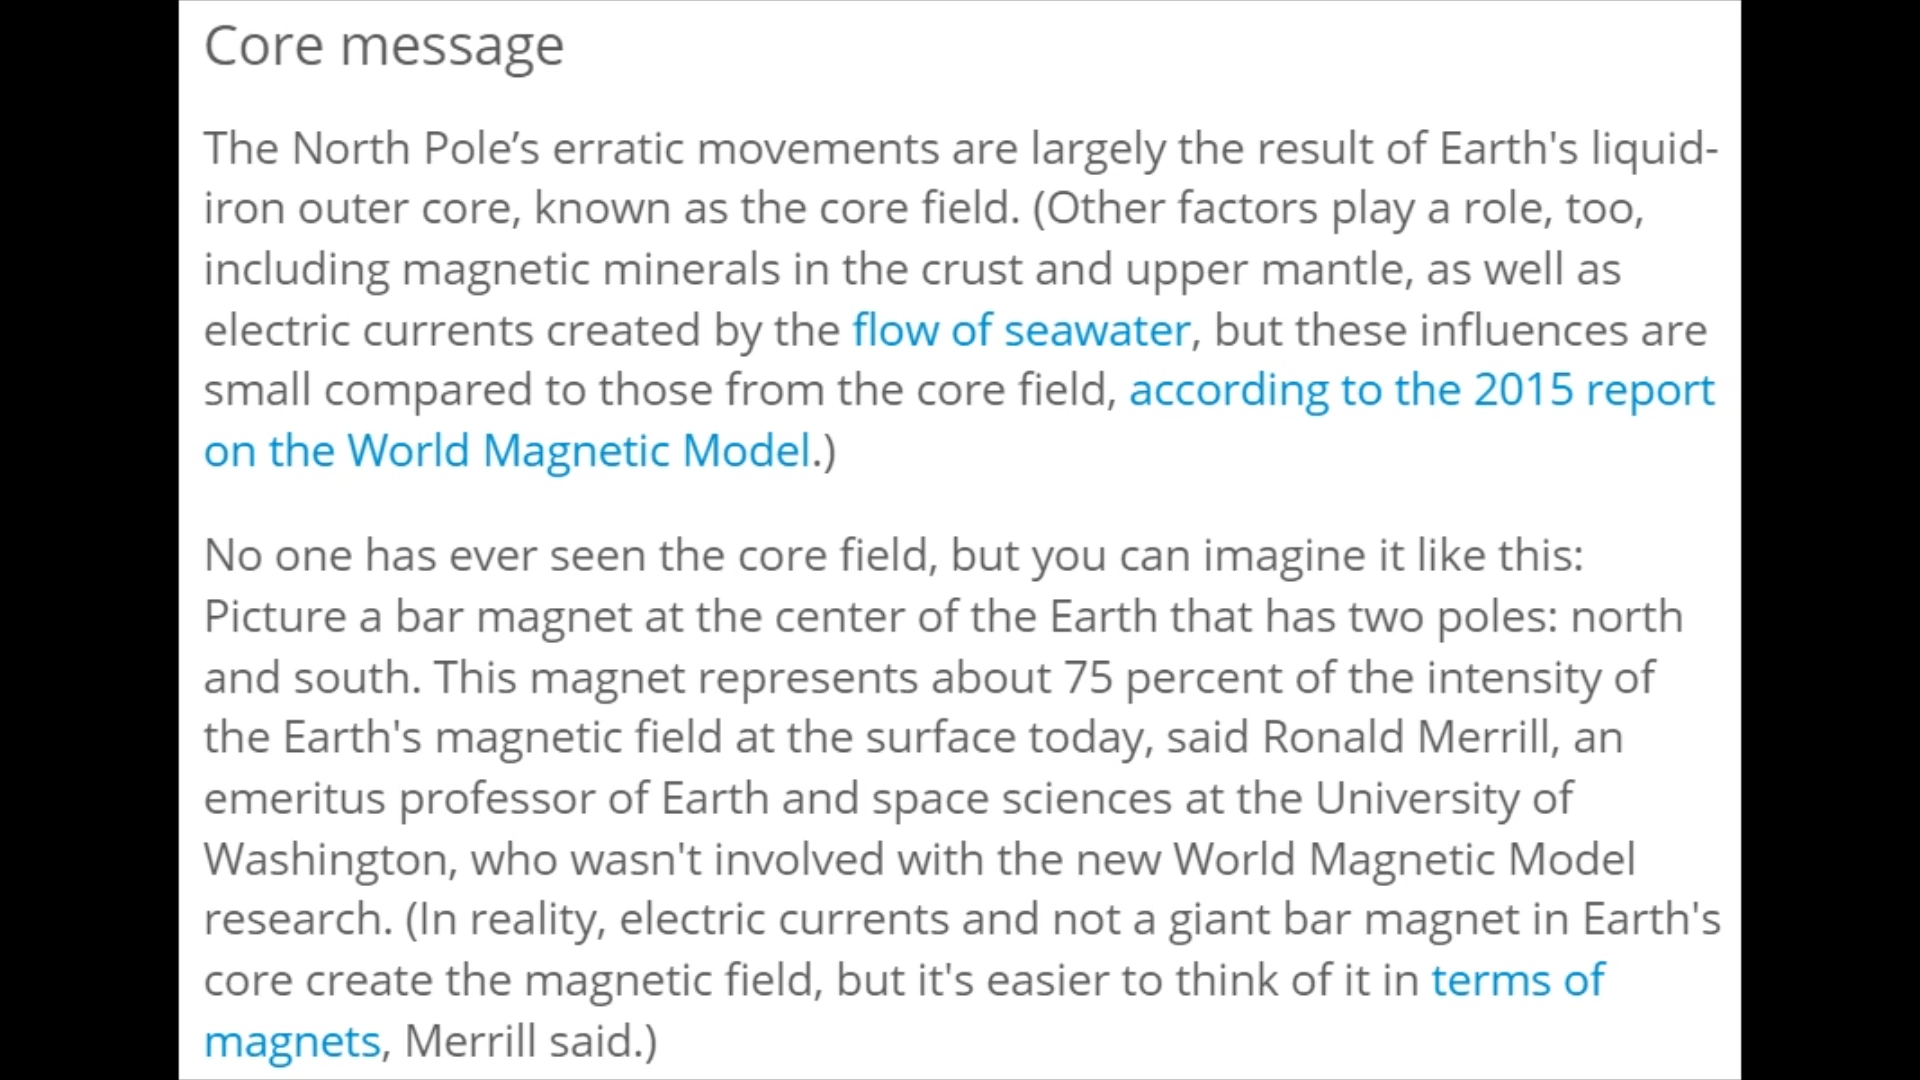 Core message
The North Pole’s erratic movements are largely the result of Earth's liquid-
iron outer core, known as the core field. (Other factors play a role, too,
including magnetic minerals in the crust and upper mantle, as well as
electric currents created by the flow of seawater, but these influences are
small compared to those from the core field, according to the 2015 report
on the World Magnetic Model.)
No one has ever seen the core field, but you can imagine it like this:
Picture a bar magnet at the center of the Earth that has two poles: north
and south. This magnet represents about 75 percent of the intensity of
the Earth's magnetic field at the surface today, said Ronald Merrill, an
emeritus professor of Earth and space sciences at the University of
Washington, who wasn't involved with the new World Magnetic Model
research. (In reality, electric currents and not a giant bar magnet in Earth's
core create the magnetic field, but it's easier to think of it in terms of
magnets, Merrill said.)